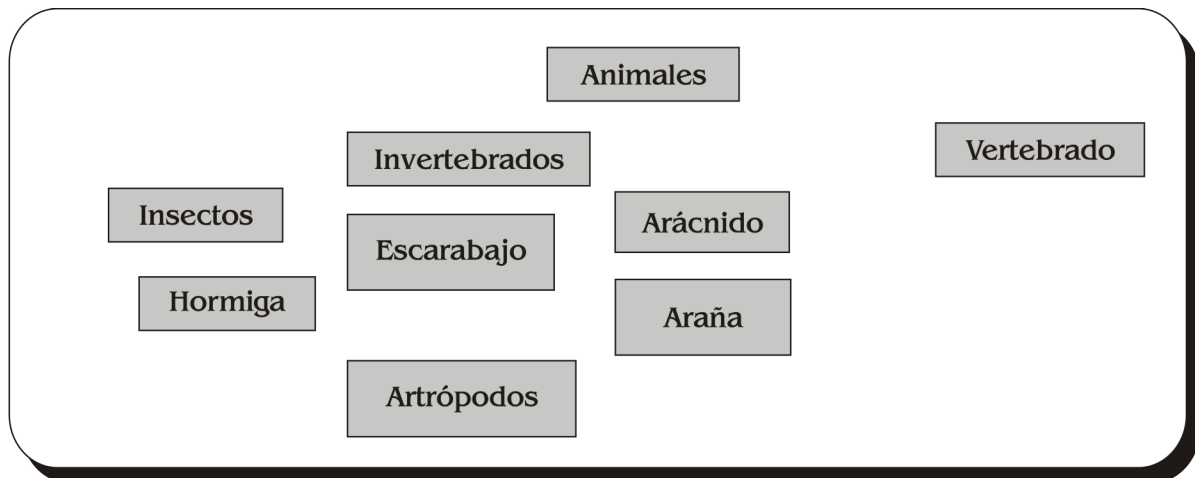 Animales
Invertebrados
Vertebrado
Insectos
Arácnido
Escarabajo
Hormiga
Araña
Artrópodos